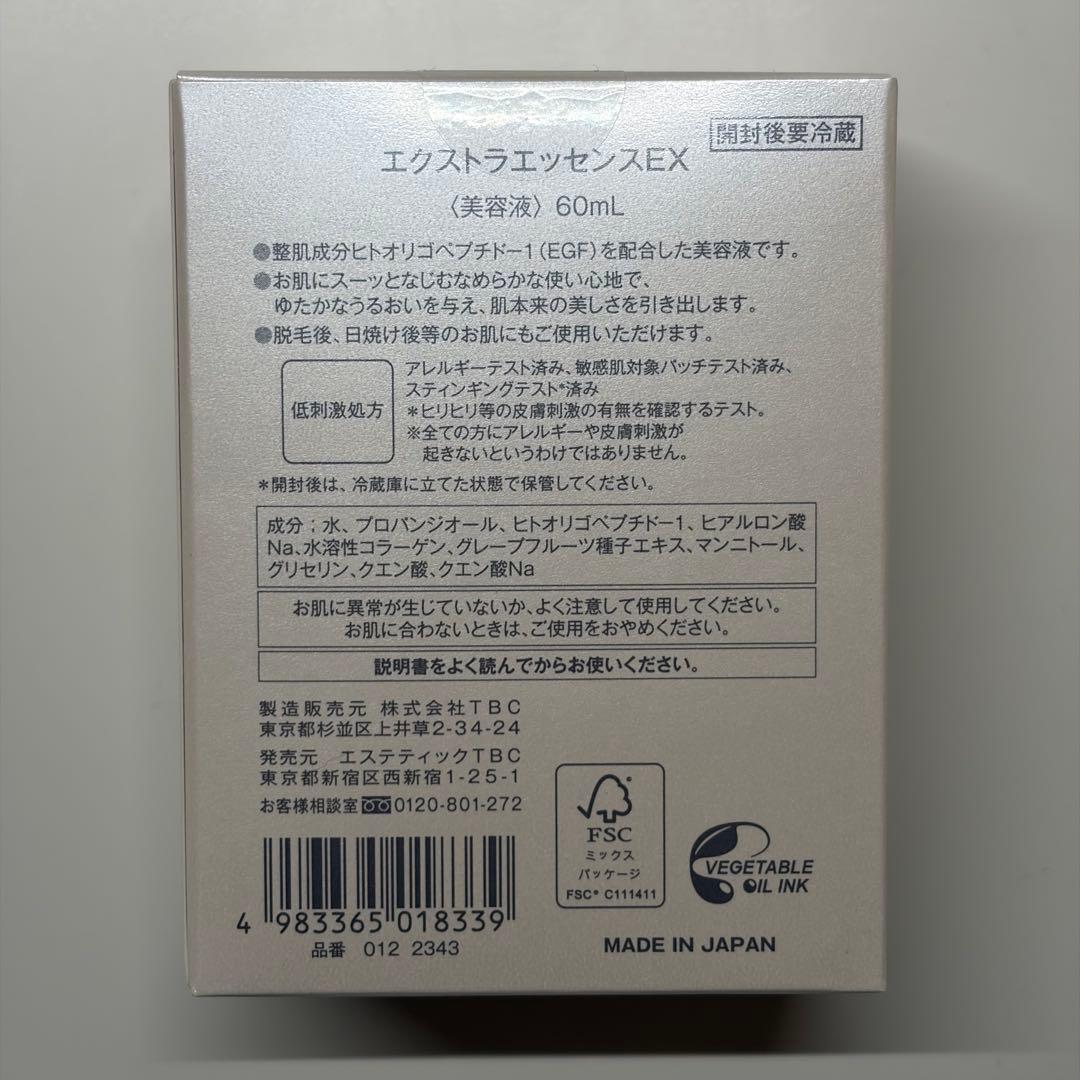 開封後要冷蔵
エクストラエッセンスEX
〈美容液〉 60mL
●整肌成分ヒトオリゴペプチド-1(EGF)を配合した美容液です。
●お肌にスーッとなじむなめらかな使い心地で、
ゆたかなうるおいを与え、肌本来の美しさを引き出します。
●脱毛後、日焼け後等のお肌にもご使用いただけます。
低刺激処方
アレルギーテスト済み、敏感肌対象パッチテスト済み、
スティンギングテスト*済み
*ヒリヒリ等の皮膚刺激の有無を確認するテスト。
※全ての方にアレルギーや皮膚刺激が
起きないというわけではありません。
*開封後は、冷蔵庫に立てた状態で保管してください。
成分:水、プロパンジオール、ヒトオリゴペプチド-1、ヒアルロン酸
Na、水溶性コラーゲン、グレープフルーツ種子エキス、マンニトール、
グリセリン、クエン酸、クエン酸Na
お肌に異常が生じていないか、よく注意して使用してください。
お肌に合わないときは、ご使用をおやめください。
説明書をよく読んでからお使いください。
製造販売元 株式会社TBC
東京都杉並区上井草2-34-24
発売元 エステティックTBC
東京都新宿区西新宿1-25-1
お客様相談室 0120-801-272
4 983365 018339
品番 012 2343
FSC
ミックス
パッケージ
FSC® C111411
VEGETABLE
OIL INK
MADE IN JAPAN